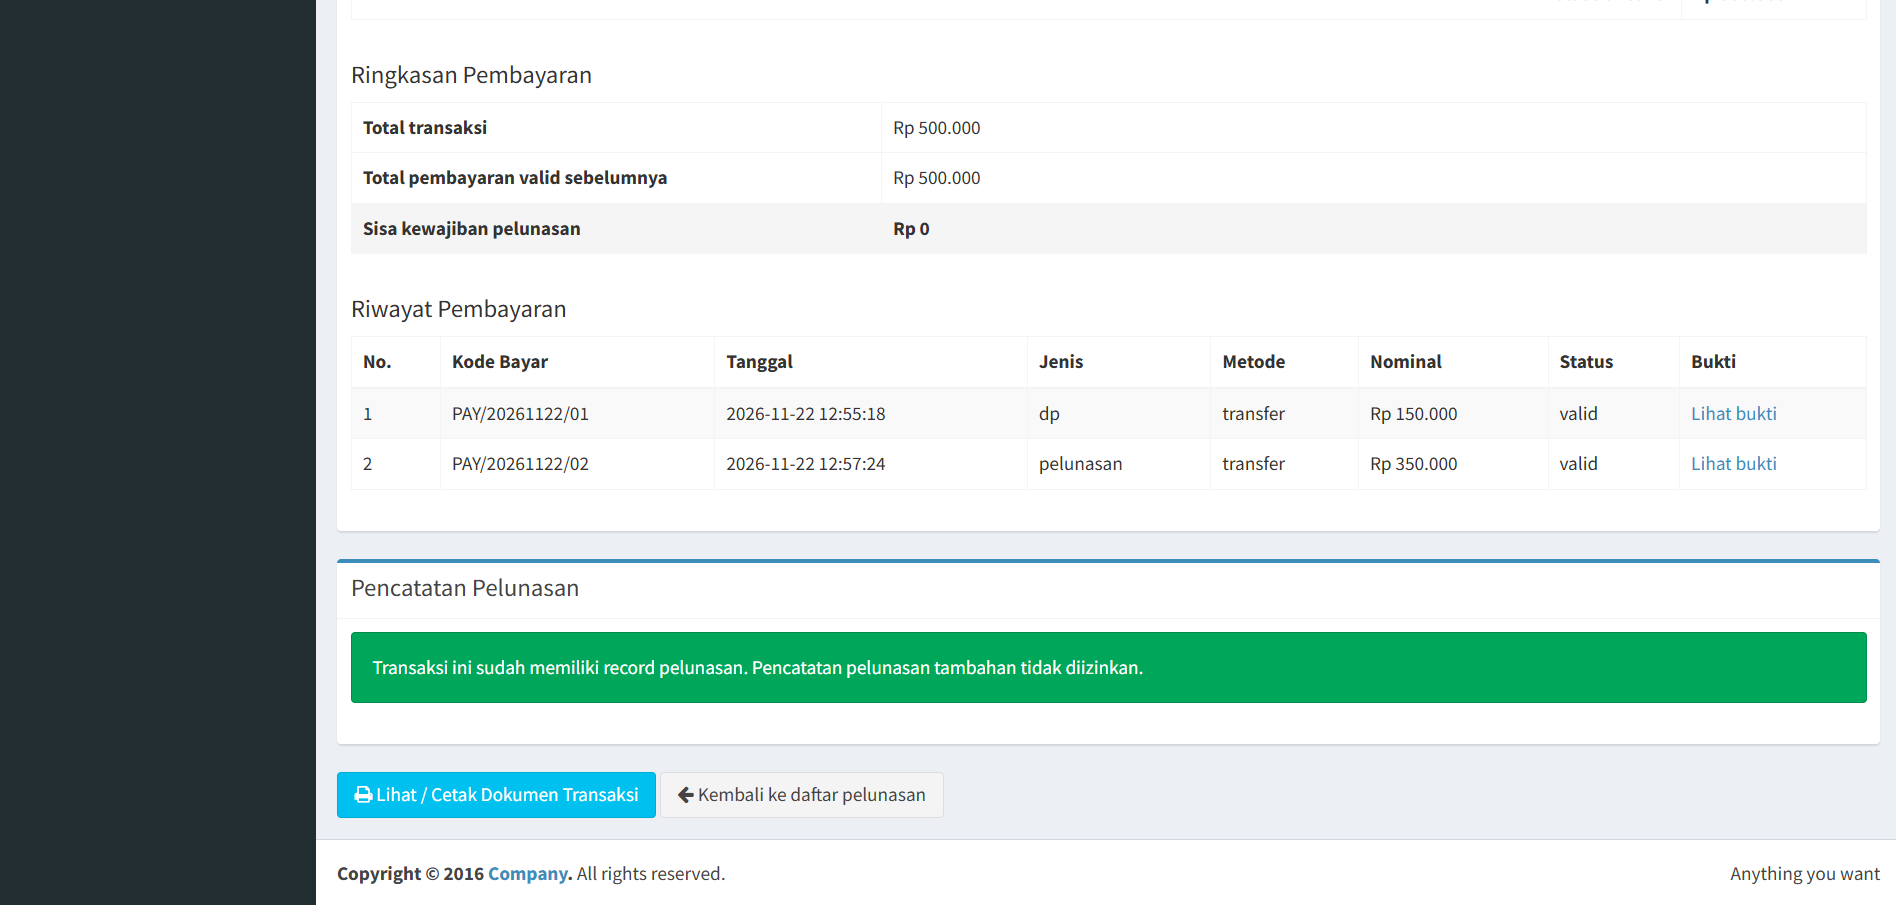 Ringkasan Pembayaran
Total transaksi Rp 500.000
Total pembayaran valid sebelumnya Rp 500.000
Sisa kewajiban pelunasan Rp 0
Riwayat Pembayaran
No. Kode Bayar Tanggal Jenis Metode Nominal Status Bukti
1 PAY/20261122/01 2026-11-22 12:55:18 dp transfer Rp 150.000 valid Lihat bukti
2 PAY/20261122/02 2026-11-22 12:57:24 pelunasan transfer Rp 350.000 valid Lihat bukti
Pencatatan Pelunasan
Transaksi ini sudah memiliki record pelunasan. Pencatatan pelunasan tambahan tidak diizinkan.
Lihat / Cetak Dokumen Transaksi Kembali ke daftar pelunasan
Copyright © 2016 Company. All rights reserved. Anything you want